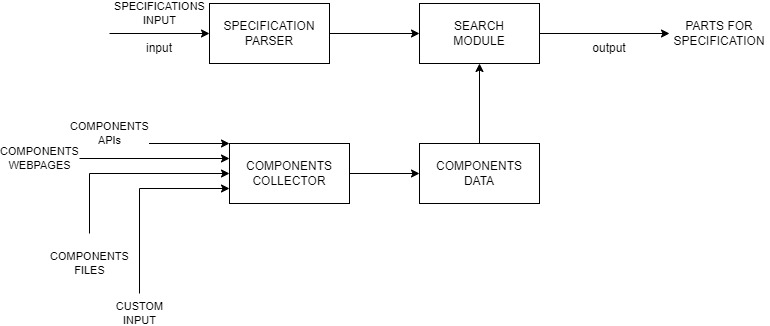 SPECIFICATIONS
INPUT
input
SPECIFICATION
PARSER
SEARCH
MODULE
output
PARTS FOR
SPECIFICATION
COMPONENTS
APIs
COMPONENTS
WEBPAGES
COMPONENTS
COLLECTOR
COMPONENTS
DATA
COMPONENTS
FILES
CUSTOM
INPUT